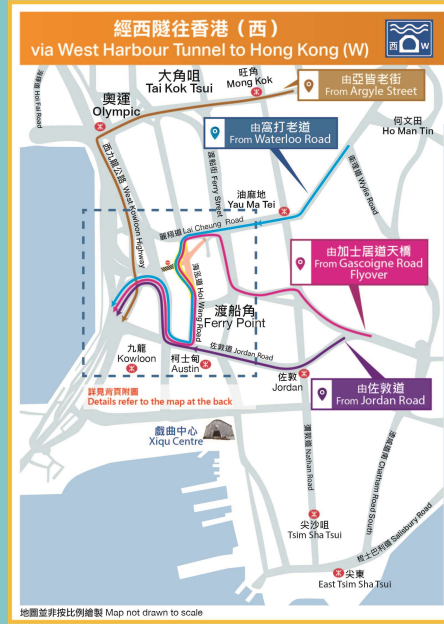 經西隧往香港（西）
via West Harbour Tunnel to Hong Kong (W)
西 W
大角咀
Tai Kok Tsui
旺角
Mong Kok
由亞皆老街
From Argyle Street
奧運
Olympic
海輝道 Hoi Fai Road
西九龍公路 West Kowloon Highway
渡船街 Ferry Street
由窩打老道
From Waterloo Road
何文田
Ho Man Tin
衛理道 Wylie Road
油麻地
Yau Ma Tei
麗翔道 Lai Cheung Road
海泓道 Hoi Wang Road
由加士居道天橋
From Gascoigne Road
Flyover
渡船角
Ferry Point
九龍
Kowloon
柯士甸
Austin
佐敦道 Jordan Road
佐敦
Jordan
由佐敦道
From Jordan Road
詳見背頁附圖
Details refer to the map at the back
戲曲中心
Xiqu Centre
彌敦道 Nathan Road
漆咸道南 Chatham Road South
尖沙咀
Tsim Sha Tsui
梳士巴利道 Salisbury Road
尖東
East Tsim Sha Tsui
地圖並非按比例繪製 Map not drawn to scale